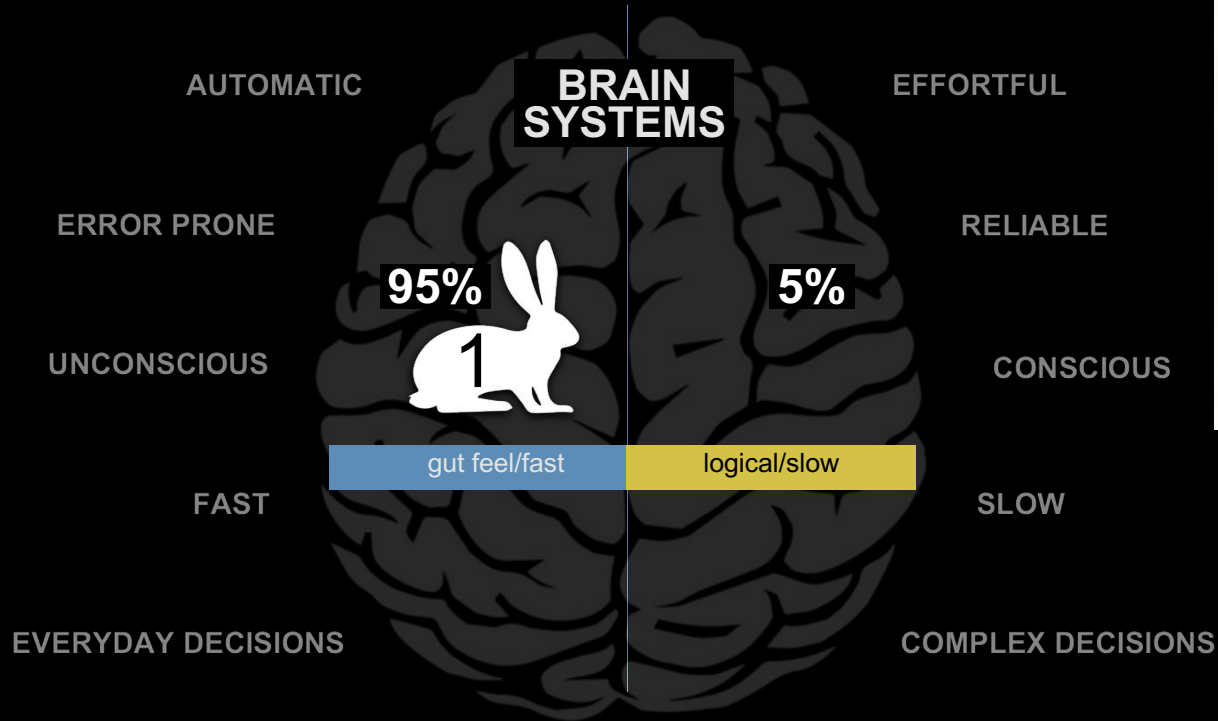 BRAIN
SYSTEMS
AUTOMATIC
EFFORTFUL
ERROR PRONE
RELIABLE
95%
5%
1
UNCONSCIOUS
CONSCIOUS
gut feel/fast
logical/slow
FAST
SLOW
EVERYDAY DECISIONS
COMPLEX DECISIONS